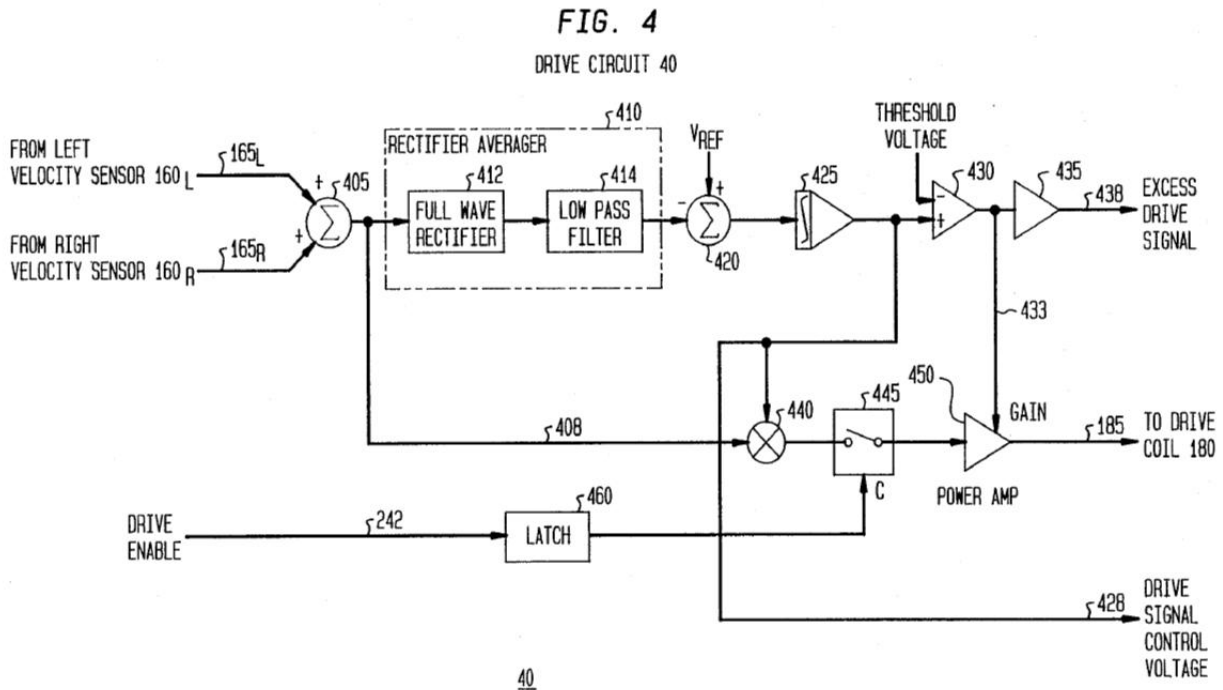 FIG. 4
DRIVE CIRCUIT 40
FROM LEFT
VELOCITY SENSOR 160L
165L
+
405
Σ
+
FROM RIGHT
VELOCITY SENSOR 160R
165R
410
RECTIFIER AVERAGER
412
FULL WAVE
RECTIFIER
414
LOW PASS
FILTER
VREF
+
-
Σ
420
425
∫
THRESHOLD
VOLTAGE
-
+
430
435
438
EXCESS
DRIVE
SIGNAL
433
408
440
445
C
450
GAIN
POWER AMP
185
TO DRIVE
COIL 180
DRIVE
ENABLE
242
460
LATCH
428
DRIVE
SIGNAL
CONTROL
VOLTAGE
40